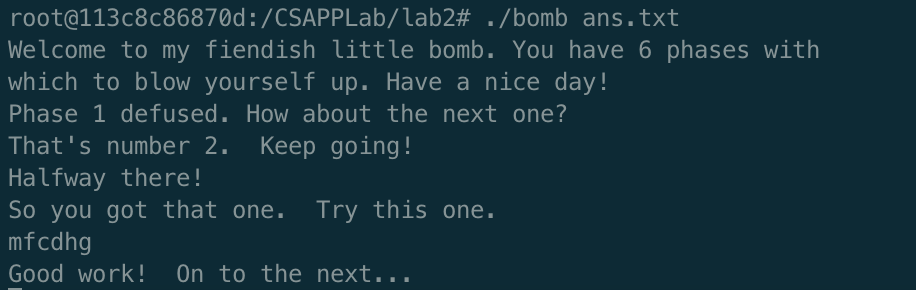 root@113c8c86870d:/CSAPPLab/lab2# ./bomb ans.txt
Welcome to my fiendish little bomb. You have 6 phases with
which to blow yourself up. Have a nice day!
Phase 1 defused. How about the next one?
That's number 2.  Keep going!
Halfway there!
So you got that one.  Try this one.
mfcdhg
Good work!  On to the next...